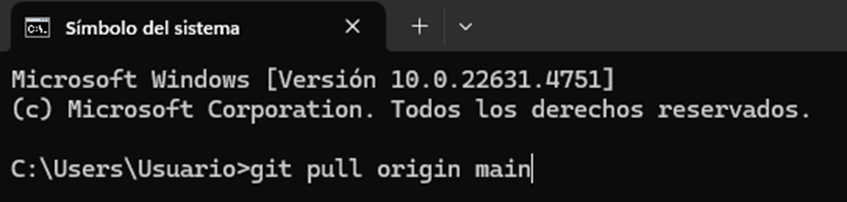 Símbolo del sistema
Microsoft Windows [Versión 10.0.22631.4751]
(c) Microsoft Corporation. Todos los derechos reservados.
C:\Users\Usuario>git pull origin main